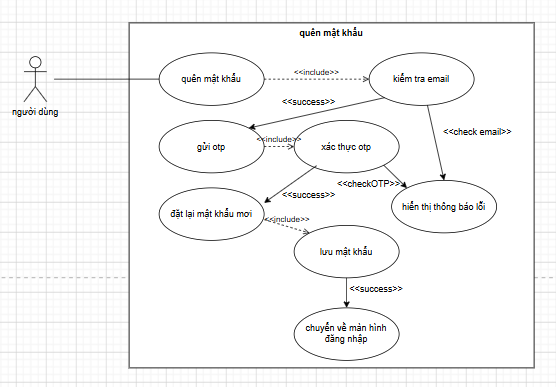 quên mật khẩu
quên mật khẩu
<<include>>
kiểm tra email
người dùng
<<success>>
<<check email>>
gửi otp
<<include>>
xác thực otp
<<success>>
<<checkOTP>>
đặt lại mật khẩu mơi
hiển thị thông báo lỗi
<<include>>
lưu mật khẩu
<<success>>
chuyển về màn hình
đăng nhập